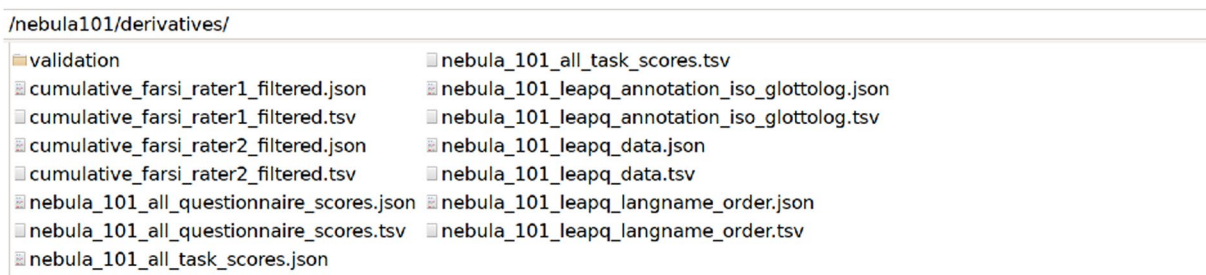 /nebula101/derivatives/
validation
cumulative_farsi_rater1_filtered.json
cumulative_farsi_rater1_filtered.tsv
cumulative_farsi_rater2_filtered.json
cumulative_farsi_rater2_filtered.tsv
nebula_101_all_questionnaire_scores.json
nebula_101_all_questionnaire_scores.tsv
nebula_101_all_task_scores.json
nebula_101_all_task_scores.tsv
nebula_101_leapq_annotation_iso_glottolog.json
nebula_101_leapq_annotation_iso_glottolog.tsv
nebula_101_leapq_data.json
nebula_101_leapq_data.tsv
nebula_101_leapq_langname_order.json
nebula_101_leapq_langname_order.tsv